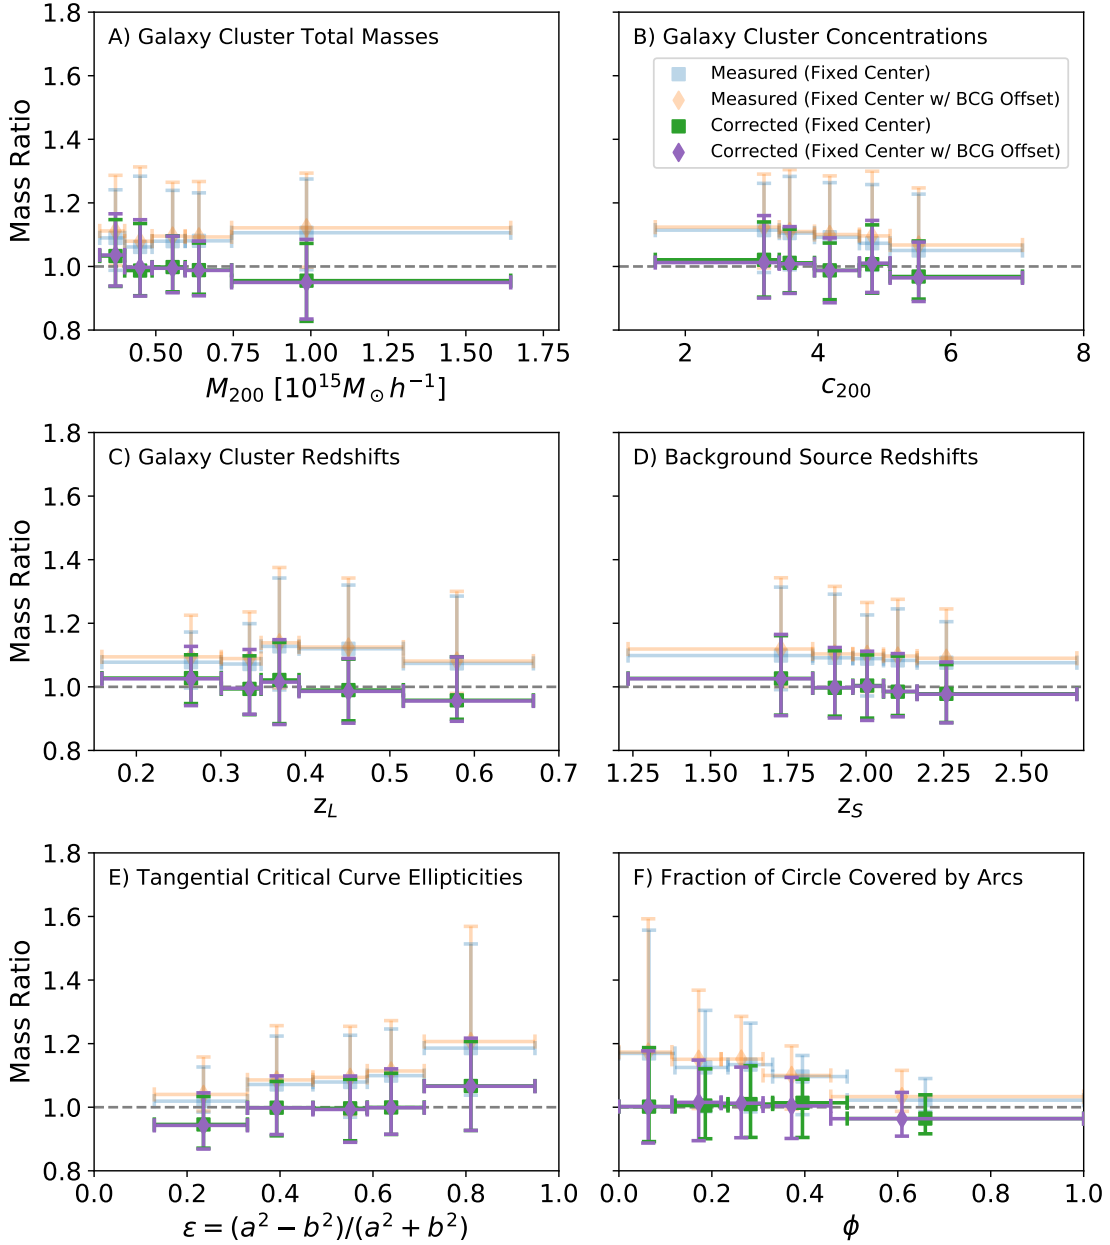 A) Galaxy Cluster Total Masses
1.8
1.6
1.4
1.2
1.0
0.8
Mass Ratio
0.50 0.75 1.00 1.25 1.50 1.75
M₂₀₀ [10¹⁵M⊙h⁻¹]
B) Galaxy Cluster Concentrations
Measured (Fixed Center)
Measured (Fixed Center w/ BCG Offset)
Corrected (Fixed Center)
Corrected (Fixed Center w/ BCG Offset)
2 4 6 8
c₂₀₀
C) Galaxy Cluster Redshifts
1.8
1.6
1.4
1.2
1.0
0.8
Mass Ratio
0.2 0.3 0.4 0.5 0.6 0.7
z_L
D) Background Source Redshifts
1.25 1.50 1.75 2.00 2.25 2.50
z_S
E) Tangential Critical Curve Ellipticities
1.8
1.6
1.4
1.2
1.0
0.8
Mass Ratio
0.0 0.2 0.4 0.6 0.8 1.0
ε = (a² − b²)/(a² + b²)
F) Fraction of Circle Covered by Arcs
0.0 0.2 0.4 0.6 0.8 1.0
ϕ